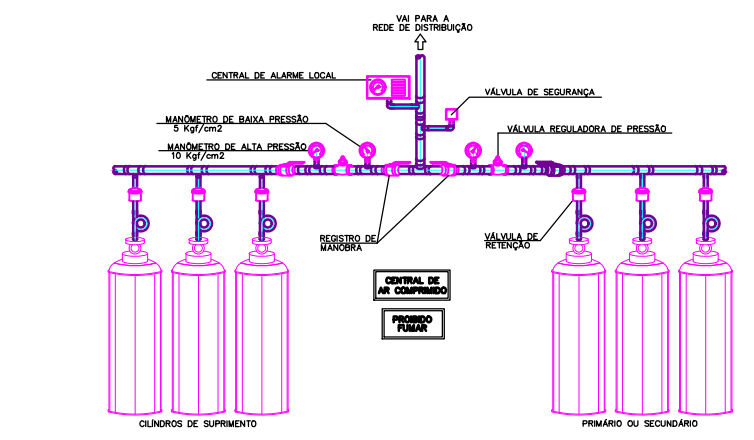 VAI PARA A
REDE DE DISTRIBUIÇÃO
CENTRAL DE ALARME LOCAL
VÁLVULA DE SEGURANÇA
MANÔMETRO DE BAIXA PRESSÃO
5 Kgf/cm2
VÁLVULA REGULADORA DE PRESSÃO
MANÔMETRO DE ALTA PRESSÃO
10 Kgf/cm2
REGISTRO DE
MANOBRA
VÁLVULA DE
RETENÇÃO
CENTRAL DE
AR COMPRIMIDO
PROIBIDO
FUMAR
CILÍNDROS DE SUPRIMENTO
PRIMÁRIO OU SECUNDÁRIO